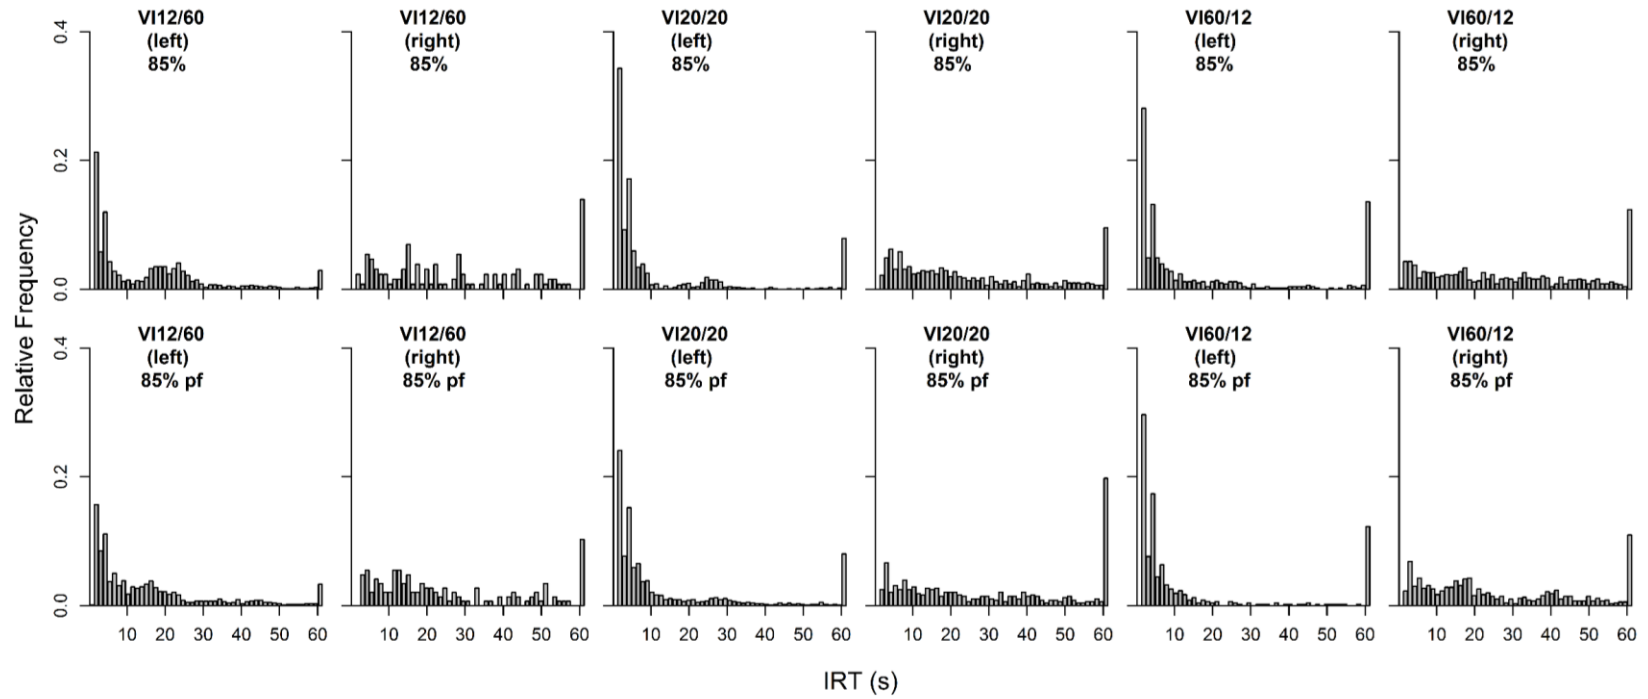 VI12/60
(left)
85%
VI12/60
(right)
85%
VI20/20
(left)
85%
VI20/20
(right)
85%
VI60/12
(left)
85%
VI60/12
(right)
85%
0.4
0.2
0.0
Relative Frequency
VI12/60
(left)
85% pf
VI12/60
(right)
85% pf
VI20/20
(left)
85% pf
VI20/20
(right)
85% pf
VI60/12
(left)
85% pf
VI60/12
(right)
85% pf
0.4
0.2
0.0
10 20 30 40 50 60
10 20 30 40 50 60
10 20 30 40 50 60
10 20 30 40 50 60
10 20 30 40 50 60
10 20 30 40 50 60
IRT (s)